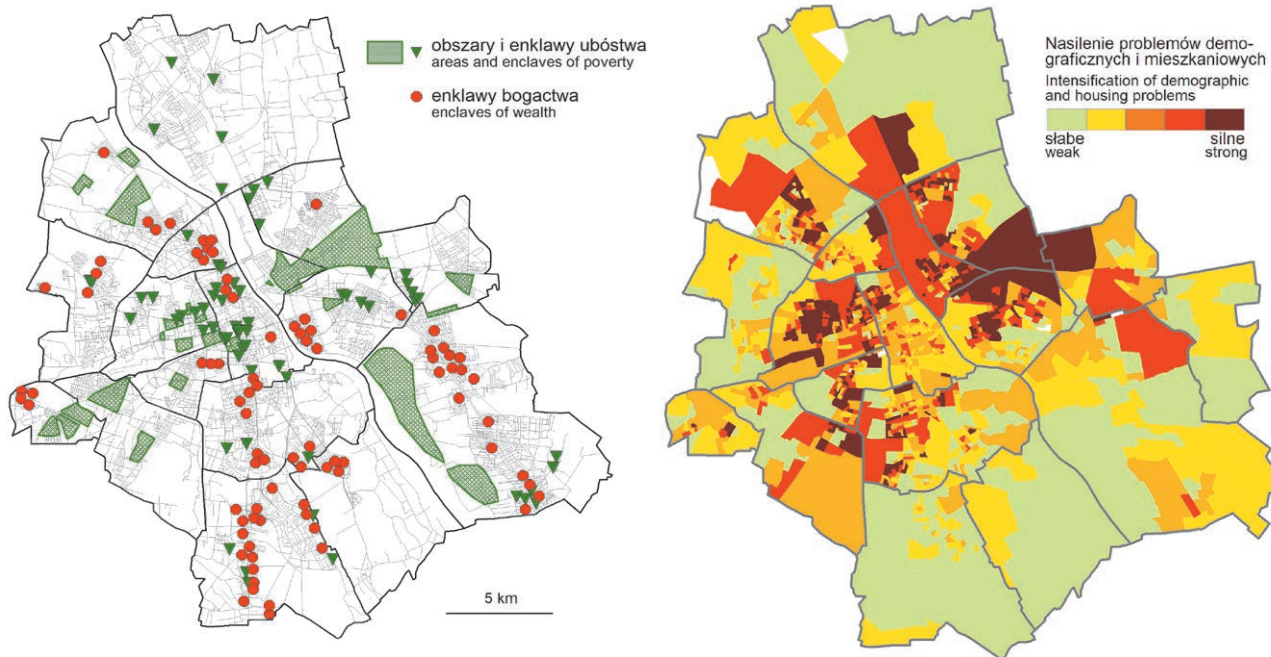 obszary i enklawy ubóstwa
areas and enclaves of poverty
enklawy bogactwa
enclaves of wealth
5 km
Nasilenie problemów demo-
graficznych i mieszkaniowych
Intensification of demographic
and housing problems
słabe
weak
silne
strong